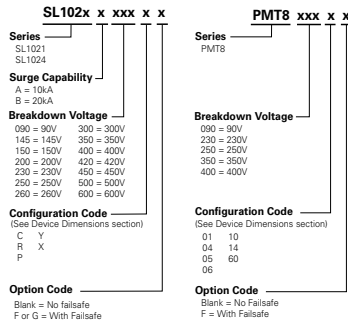 SL102x x xxx x x
Series
SL1021
SL1024
Surge Capability
A = 10kA
B = 20kA
Breakdown Voltage
090 = 90V 300 = 300V
145 = 145V 350 = 350V
150 = 150V 400 = 400V
200 = 200V 420 = 420V
230 = 230V 450 = 450V
250 = 250V 500 = 500V
260 = 260V 600 = 600V
Configuration Code
(See Device Dimensions section)
C Y
R X
P
Option Code
Blank = No failsafe
F or G = With Failsafe
PMT8 xxx x x
Series
PMT8
Breakdown Voltage
090 = 90V
230 = 230V
250 = 250V
350 = 350V
400 = 400V
Configuration Code
(See Device Dimensions section)
01 10
04 14
05 60
06
Option Code
Blank = No Failsafe
F = With Failsafe